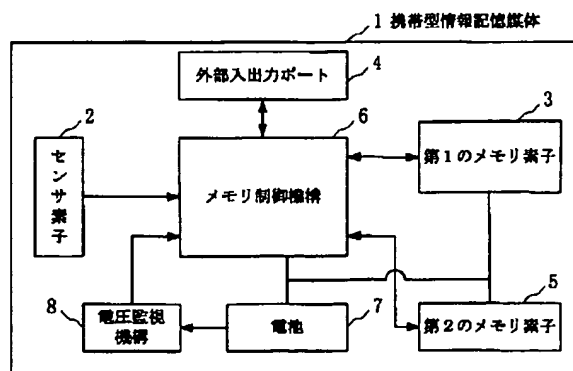 1 携帯型情報記憶媒体
外部入出力ポート
4
2
センサ素子
6
メモリ制御機構
3
第1のメモリ素子
8
電圧監視
機構
電池
7
5
第2のメモリ素子